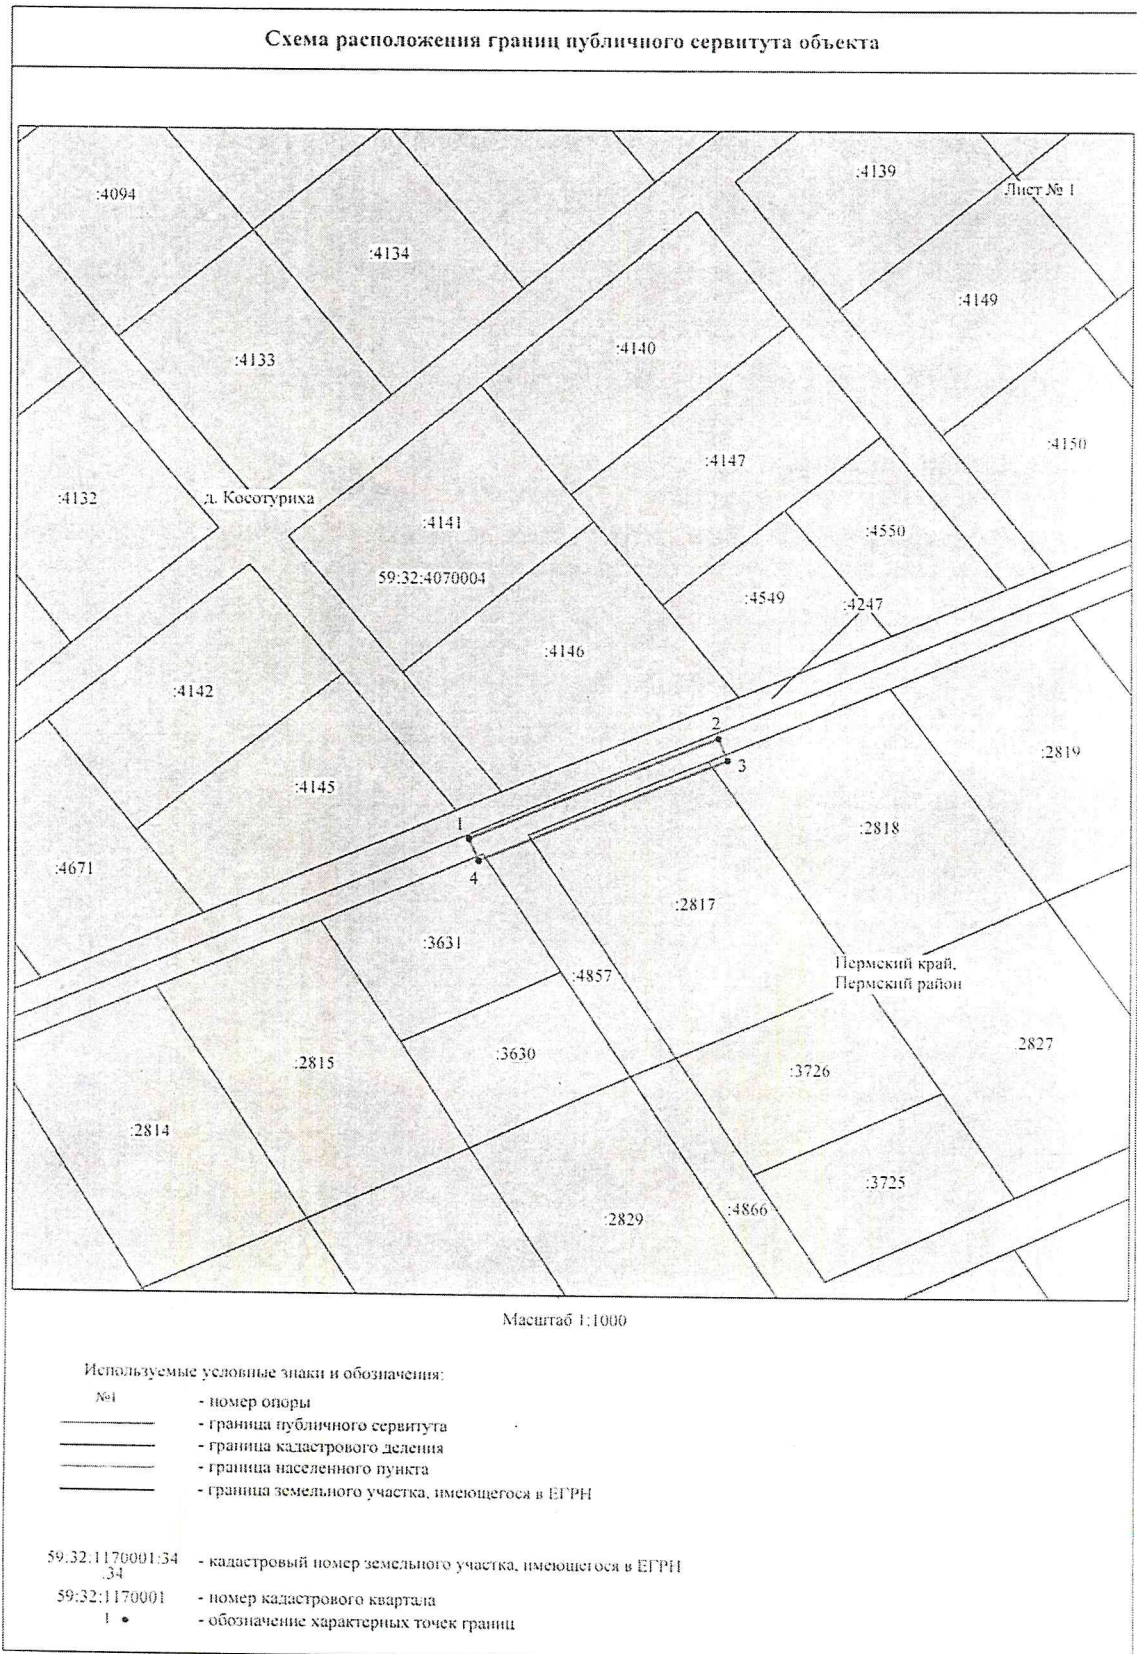 Схема расположения границ публичного сервитута объекта
:4139
Лист № 1
:4094
:4134
:4149
:4140
:4133
:4150
:4147
:4132
д. Косотуриха
:4141
:4550
59:32:4070004
:4549
:4247
:4146
:4142
2
:2819
3
:4145
1
:2818
:4671
4
:2817
:3631
Пермский край,
:4857
Пермский район
:3630
:2827
:2815
:3726
:2814
:3725
:4866
:2829
Масштаб 1:1000
Используемые условные знаки и обозначения:
№1 - номер опоры
- граница публичного сервитута
- граница кадастрового деления
- граница населенного пункта
- граница земельного участка, имеющегося в ЕГРН
59:32:1170001:34 - кадастровый номер земельного участка, имеющегося в ЕГРН
:34
59:32:1170001 - номер кадастрового квартала
1 • - обозначение характерных точек границ